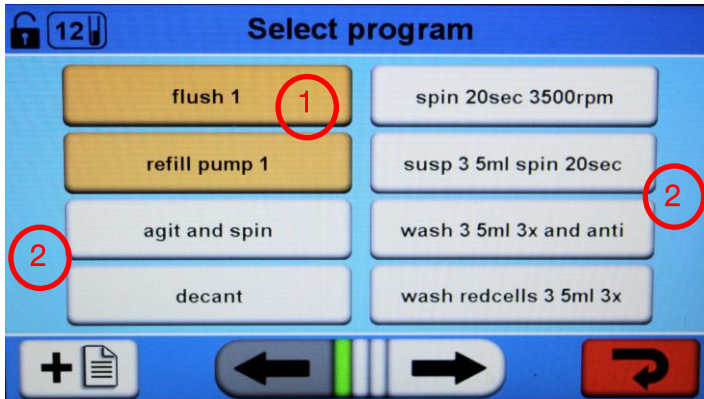 12
Select program
flush 1
1
spin 20sec 3500rpm
refill pump 1
susp 3 5ml spin 20sec
2
agit and spin
wash 3 5ml 3x and anti
2
decant
wash redcells 3 5ml 3x